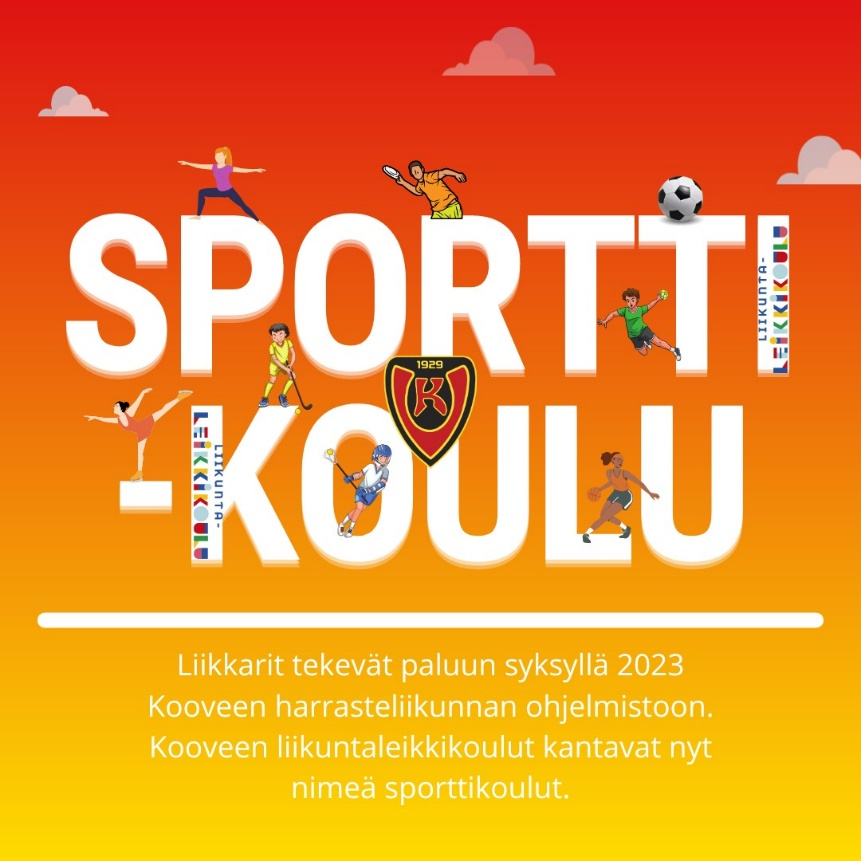 SPORTTI
LIIKUNTA-
LEIKKIKOULU
1929
K
-KOULU
LEIKKIKOULU
LIIKUNTA-
Liikkarit tekevät paluun syksyllä 2023
Kooveen harrasteliikunnan ohjelmistoon.
Kooveen liikuntaleikkikoulut kantavat nyt
nimeä sporttikoulut.